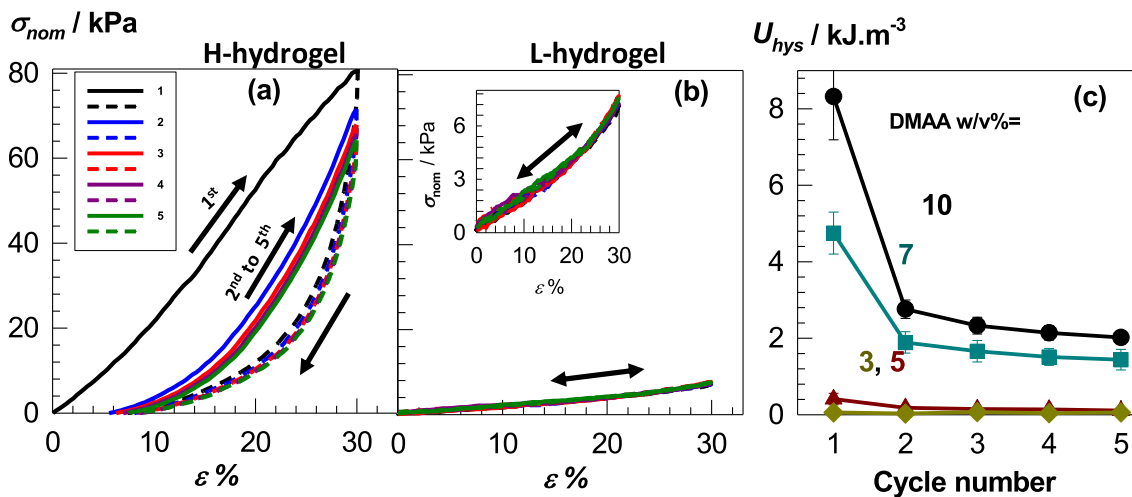 σnom / kPa
H-hydrogel
(a)
80
60
40
20
0
1
2
3
4
5
1st
2nd to 5th
0
10
20
30
ε %
L-hydrogel
(b)
σnom / kPa
6
3
0
0
10
20
30
ε %
0
10
20
30
ε %
Uhys / kJ.m-3
(c)
8
6
4
2
0
DMAA w/v%=
10
7
3, 5
1
2
3
4
5
Cycle number